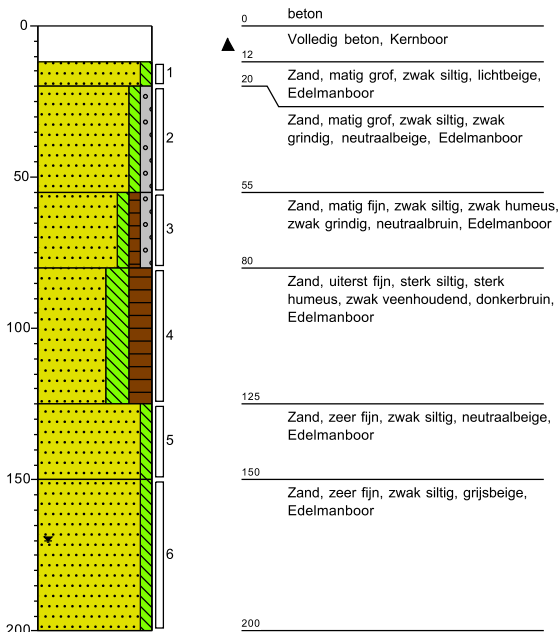 0
50
100
150
200
1
2
3
4
5
6
0
beton
Volledig beton, Kernboor
12
Zand, matig grof, zwak siltig, lichtbeige,
Edelmanboor
20
Zand, matig grof, zwak siltig, zwak
grindig, neutraalbeige, Edelmanboor
55
Zand, matig fijn, zwak siltig, zwak humeus,
zwak grindig, neutraalbruin, Edelmanboor
80
Zand, uiterst fijn, sterk siltig, sterk
humeus, zwak veenhoudend, donkerbruin,
Edelmanboor
125
Zand, zeer fijn, zwak siltig, neutraalbeige,
Edelmanboor
150
Zand, zeer fijn, zwak siltig, grijsbeige,
Edelmanboor
200